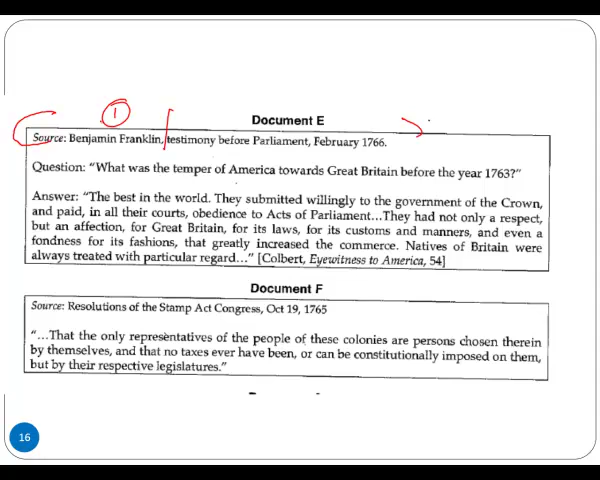 1
Document E
Source: Benjamin Franklin, testimony before Parliament, February 1766.
Question: "What was the temper of America towards Great Britain before the year 1763?"
Answer: "The best in the world. They submitted willingly to the government of the Crown,
and paid, in all their courts, obedience to Acts of Parliament...They had not only a respect,
but an affection, for Great Britain, for its laws, for its customs and manners, and even a
fondness for its fashions, that greatly increased the commerce. Natives of Britain were
always treated with particular regard..." [Colbert, Eyewitness to America, 54]
Document F
Source: Resolutions of the Stamp Act Congress, Oct 19, 1765
"...That the only representatives of the people of these colonies are persons chosen therein
by themselves, and that no taxes ever have been, or can be constitutionally imposed on them,
but by their respective legislatures."
16